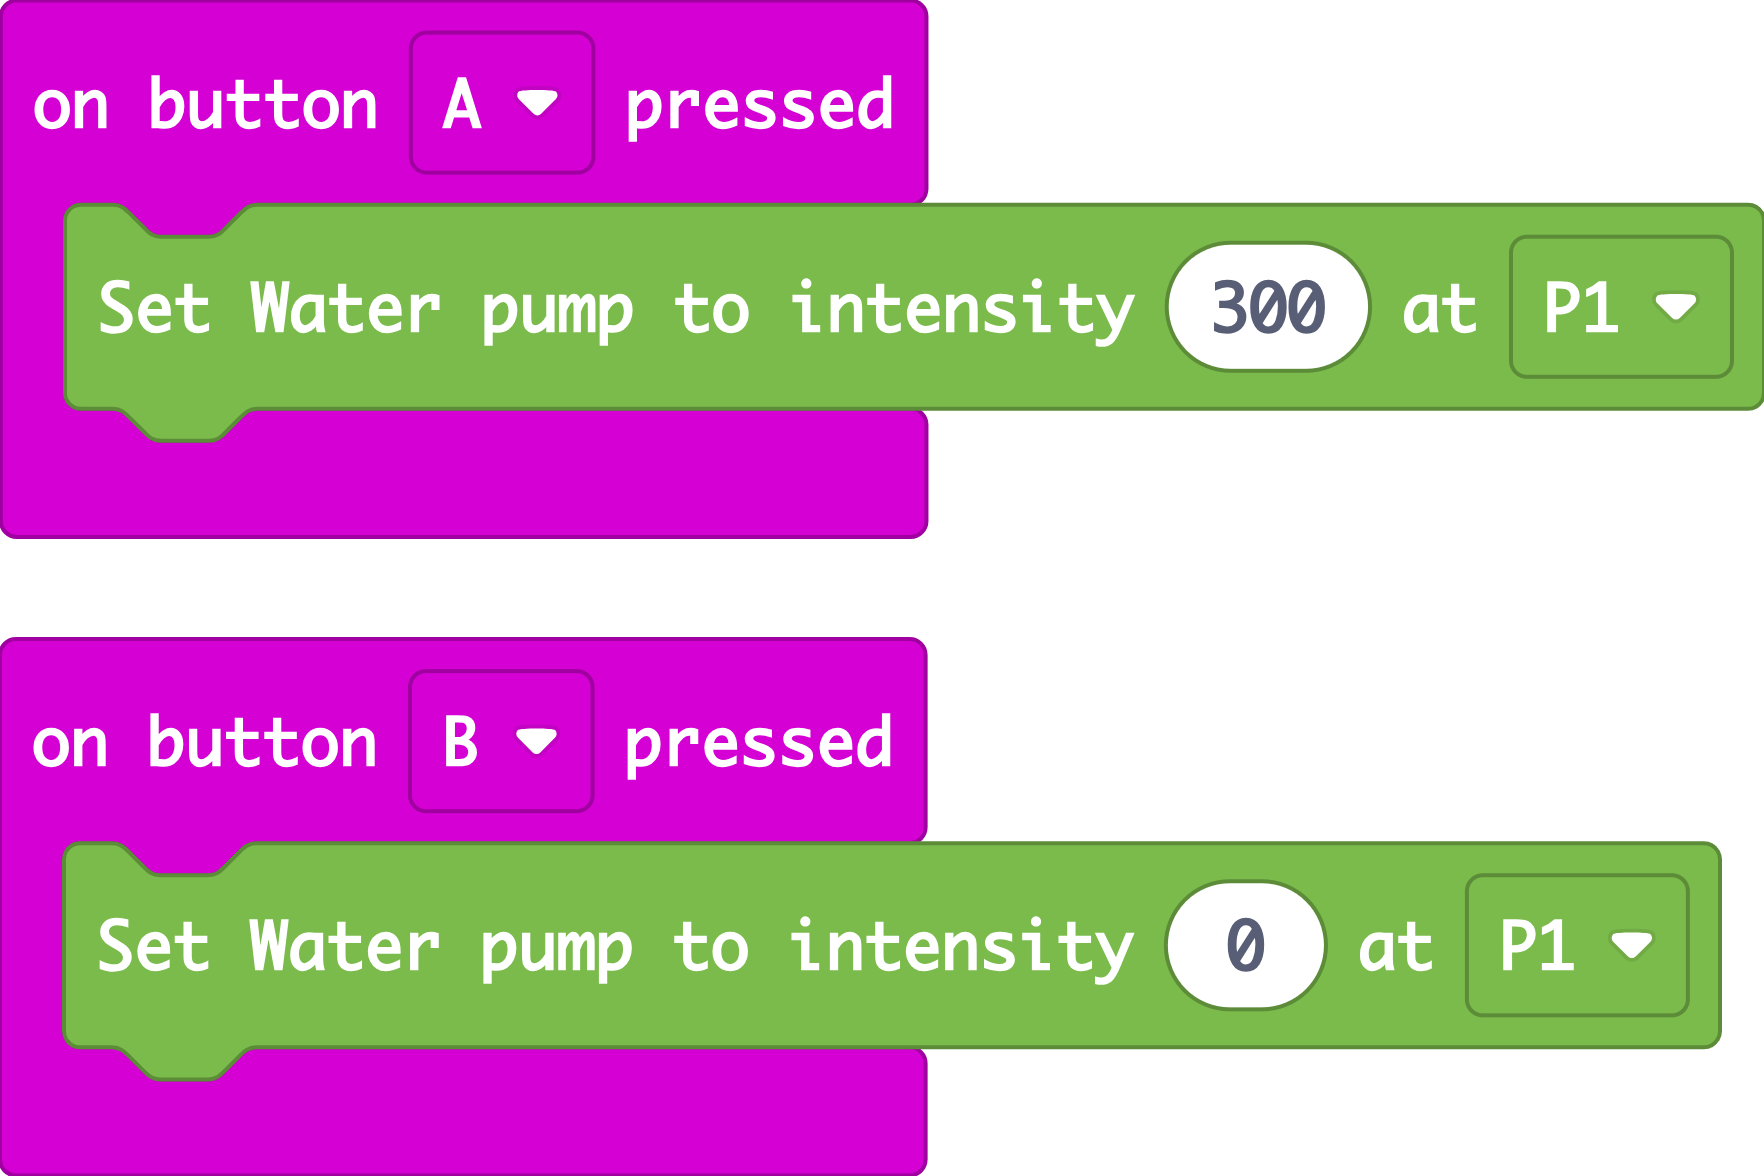 on button A pressed
Set Water pump to intensity 300 at P1
on button B pressed
Set Water pump to intensity 0 at P1